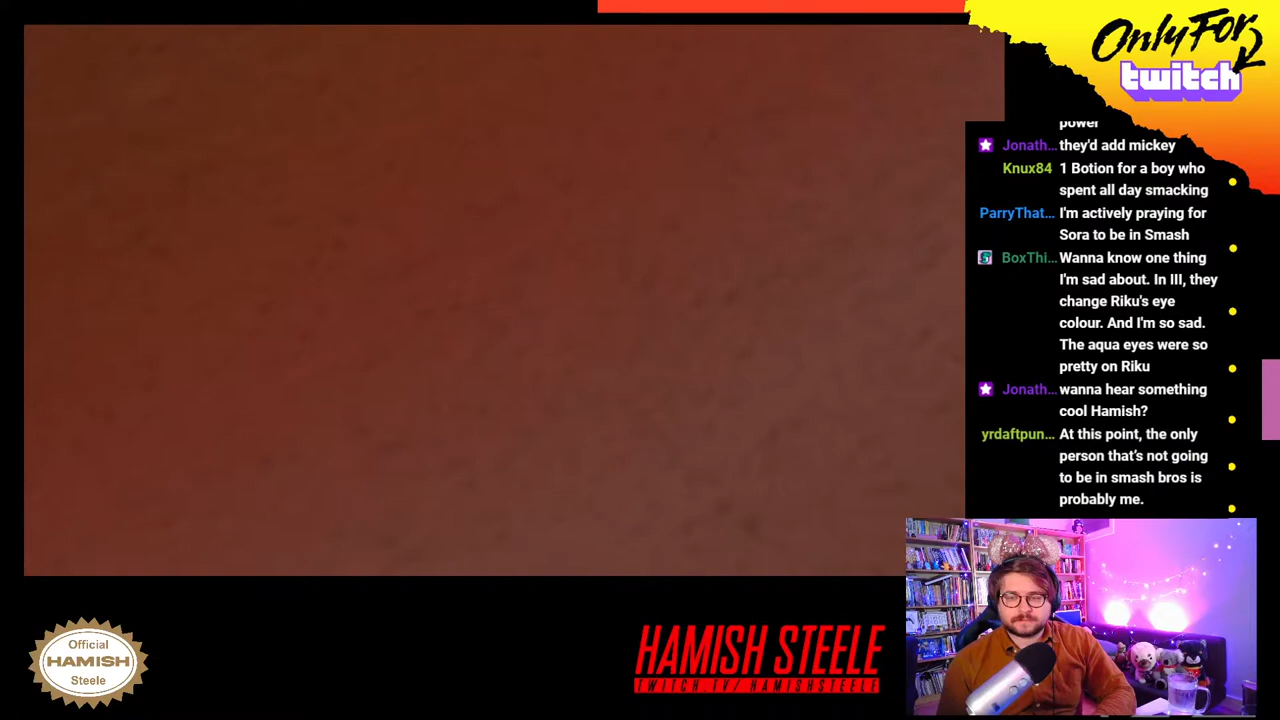 OnlyFor
twitch
power
Jonath... they'd add mickey
Knux84 1 Botion for a boy who
spent all day smacking
ParryThat... I'm actively praying for
Sora to be in Smash
BoxThi... Wanna know one thing
I'm sad about. In III, they
change Riku's eye
colour. And I'm so sad.
The aqua eyes were so
pretty on Riku
Jonath... wanna hear something
cool Hamish?
yrdaftpun... At this point, the only
person that's not going
to be in smash bros is
probably me.
Official
HAMISH
Steele
HAMISH STEELE
TWITCH.TV/HAMISHSTEELE